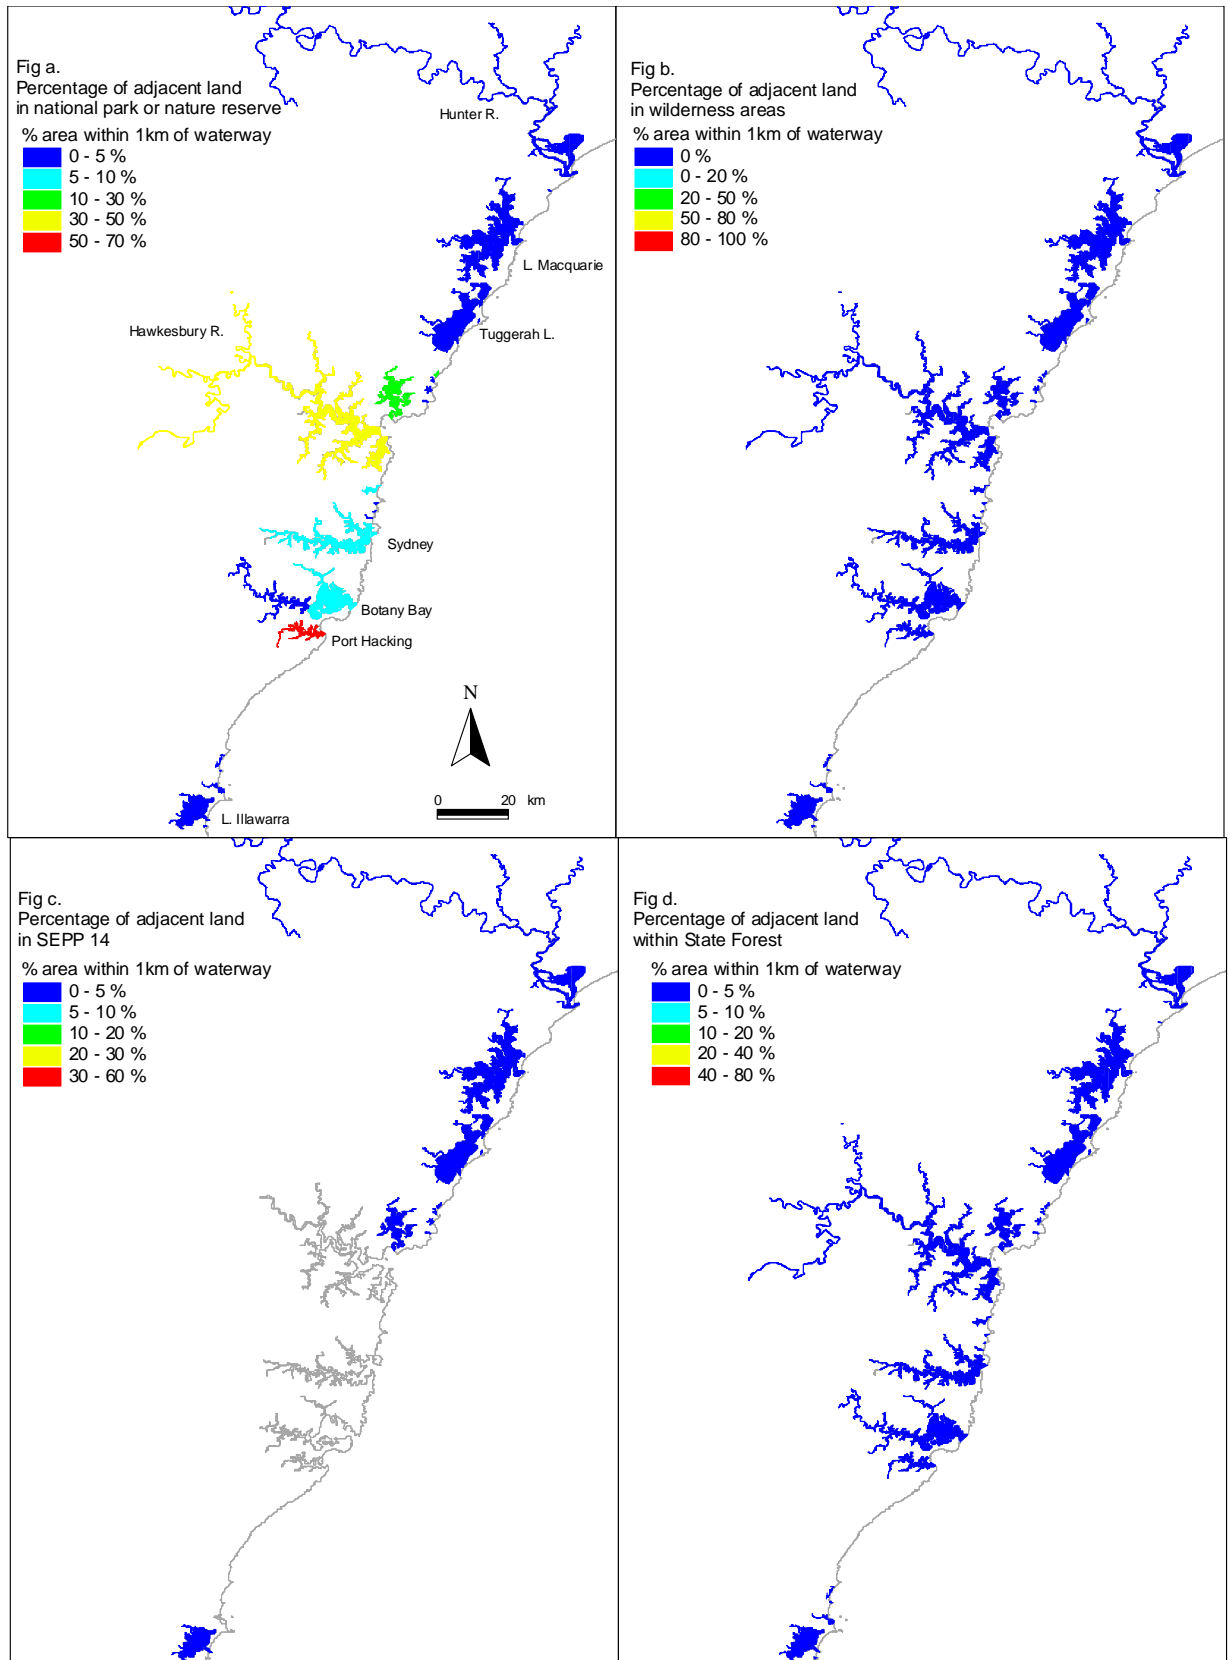 Fig a.
Percentage of adjacent land
in national park or nature reserve
% area within 1km of waterway
0 - 5 %
5 - 10 %
10 - 30 %
30 - 50 %
50 - 70 %
Hunter R.
L. Macquarie
Tuggerah L.
Hawkesbury R.
Sydney
Botany Bay
Port Hacking
N
0 20 km
L. Illawarra
Fig b.
Percentage of adjacent land
in wilderness areas
% area within 1km of waterway
0 %
0 - 20 %
20 - 50 %
50 - 80 %
80 - 100 %
Fig c.
Percentage of adjacent land
in SEPP 14
% area within 1km of waterway
0 - 5 %
5 - 10 %
10 - 20 %
20 - 30 %
30 - 60 %
Fig d.
Percentage of adjacent land
within State Forest
% area within 1km of waterway
0 - 5 %
5 - 10 %
10 - 20 %
20 - 40 %
40 - 80 %